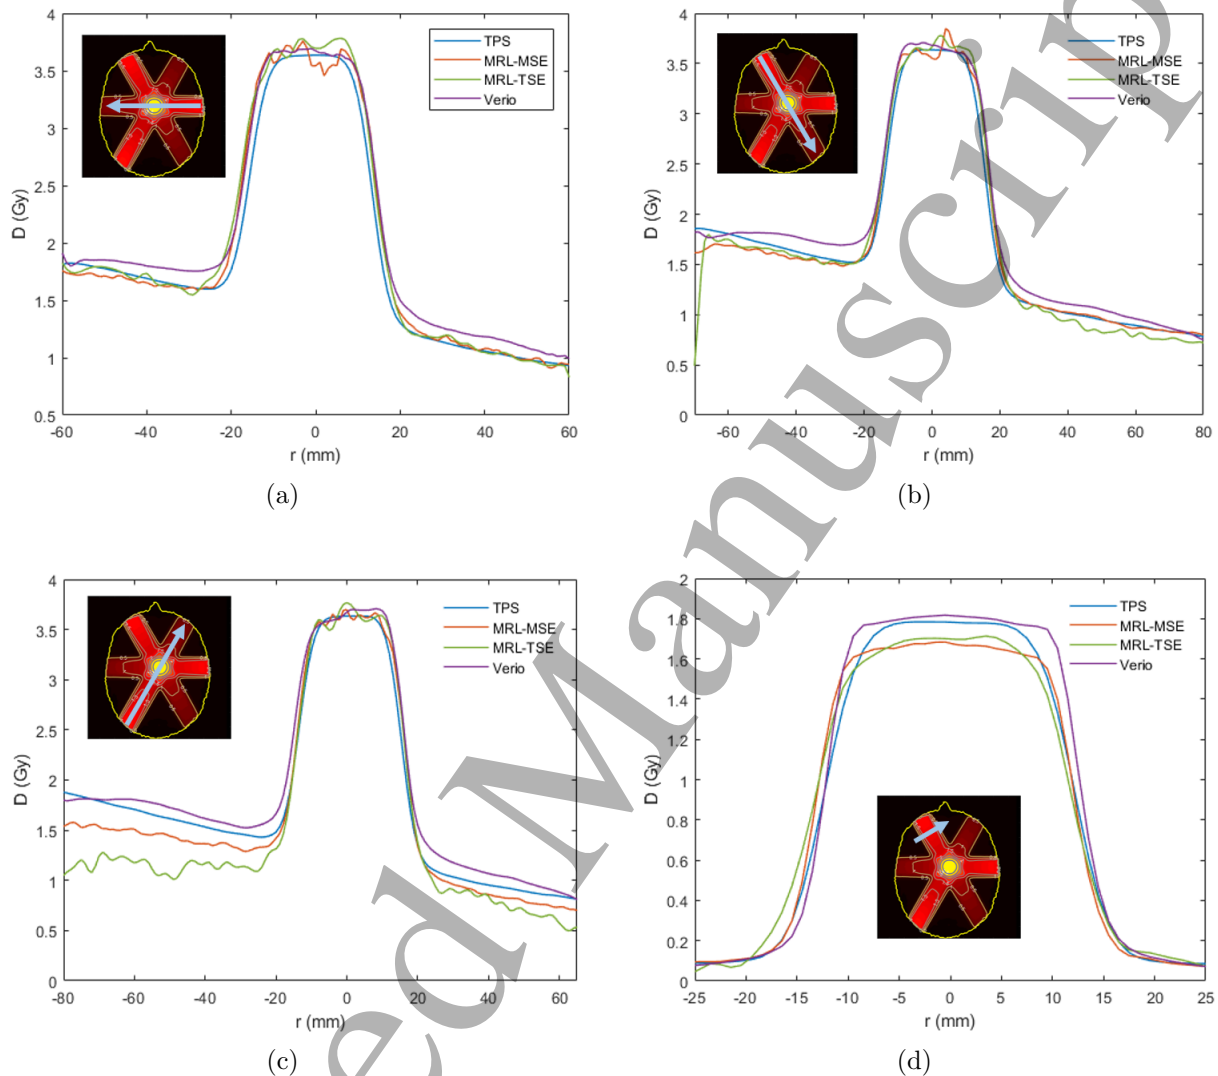 4
3.5
3
2.5
2
1.5
1
0.5
D (Gy)
-60 -40 -20 0 20 40 60
r (mm)
TPS
MRL-MSE
MRL-TSE
Verio
(a)
4
3.5
3
2.5
2
1.5
1
0.5
0
D (Gy)
-60 -40 -20 0 20 40 60 80
r (mm)
TPS
MRL-MSE
MRL-TSE
Verio
(b)
4
3.5
3
2.5
2
1.5
1
0.5
0
D (Gy)
-80 -60 -40 -20 0 20 40 60
r (mm)
TPS
MRL-MSE
MRL-TSE
Verio
(c)
2
1.8
1.6
1.4
1.2
1
0.8
0.6
0.4
0.2
0
D (Gy)
-25 -20 -15 -10 -5 0 5 10 15 20 25
r (mm)
TPS
MRL-MSE
MRL-TSE
Verio
(d)
ed Manuscrip